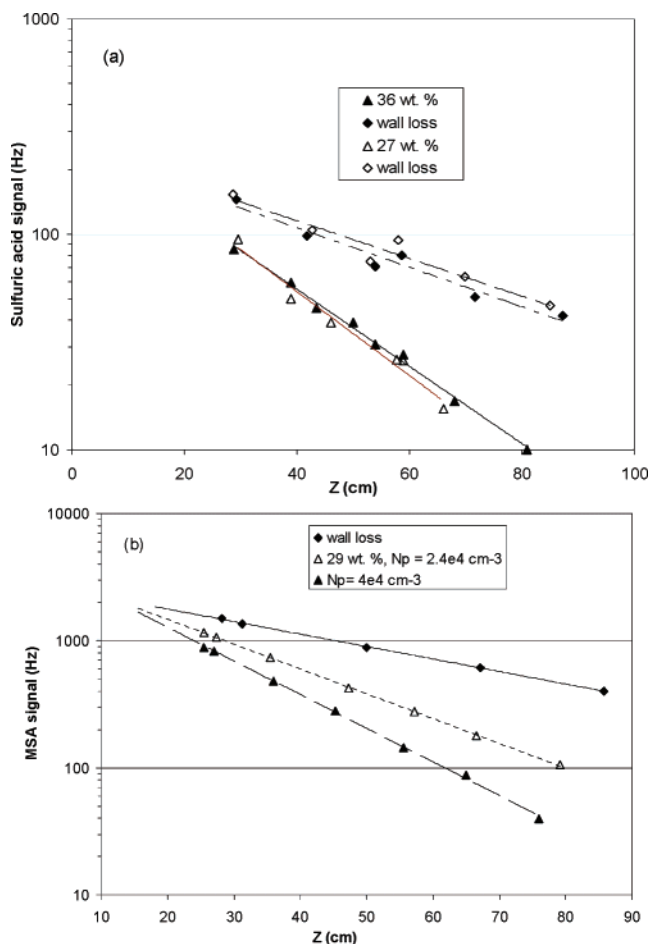 1000
(a)
▲ 36 wt. %
◆ wall loss
△ 27 wt. %
◇ wall loss
100
Sulfuric acid signal (Hz)
10
0 20 40 60 80 100
Z (cm)
10000
(b)
◆ wall loss
△ 29 wt. %, Np = 2.4e4 cm-3
▲ Np= 4e4 cm-3
1000
MSA signal (Hz)
100
10
10 20 30 40 50 60 70 80 90
Z (cm)